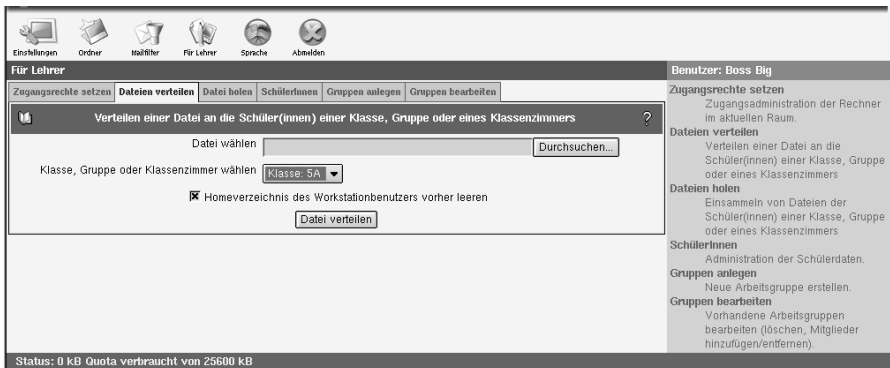 Einstellungen Ordner Mailfilter Für Lehrer Sprache Abmelden
Für Lehrer
Zugangsrechte setzen Dateien verteilen Datei holen SchülerInnen Gruppen anlegen Gruppen bearbeiten
Verteilen einer Datei an die Schüler(innen) einer Klasse, Gruppe oder eines Klassenzimmers ?
Datei wählen Durchsuchen...
Klasse, Gruppe oder Klassenzimmer wählen Klasse: 5A
Homeverzeichnis des Workstationbenutzers vorher leeren
Datei verteilen
Benutzer: Boss Big
Zugangsrechte setzen
Zugangsadministration der Rechner
im aktuellen Raum.
Dateien verteilen
Verteilen einer Datei an die
Schüler(innen) einer Klasse, Gruppe
oder eines Klassenzimmers
Dateien holen
Einsammeln von Dateien der
Schüler(innen) einer Klasse, Gruppe
oder eines Klassenzimmers
SchülerInnen
Administration der Schülerdaten.
Gruppen anlegen
Neue Arbeitsgruppe erstellen.
Gruppen bearbeiten
Vorhandene Arbeitsgruppen
bearbeiten (löschen, Mitglieder
hinzufügen/entfernen).
Status: 0 kB Quota verbraucht von 25600 kB